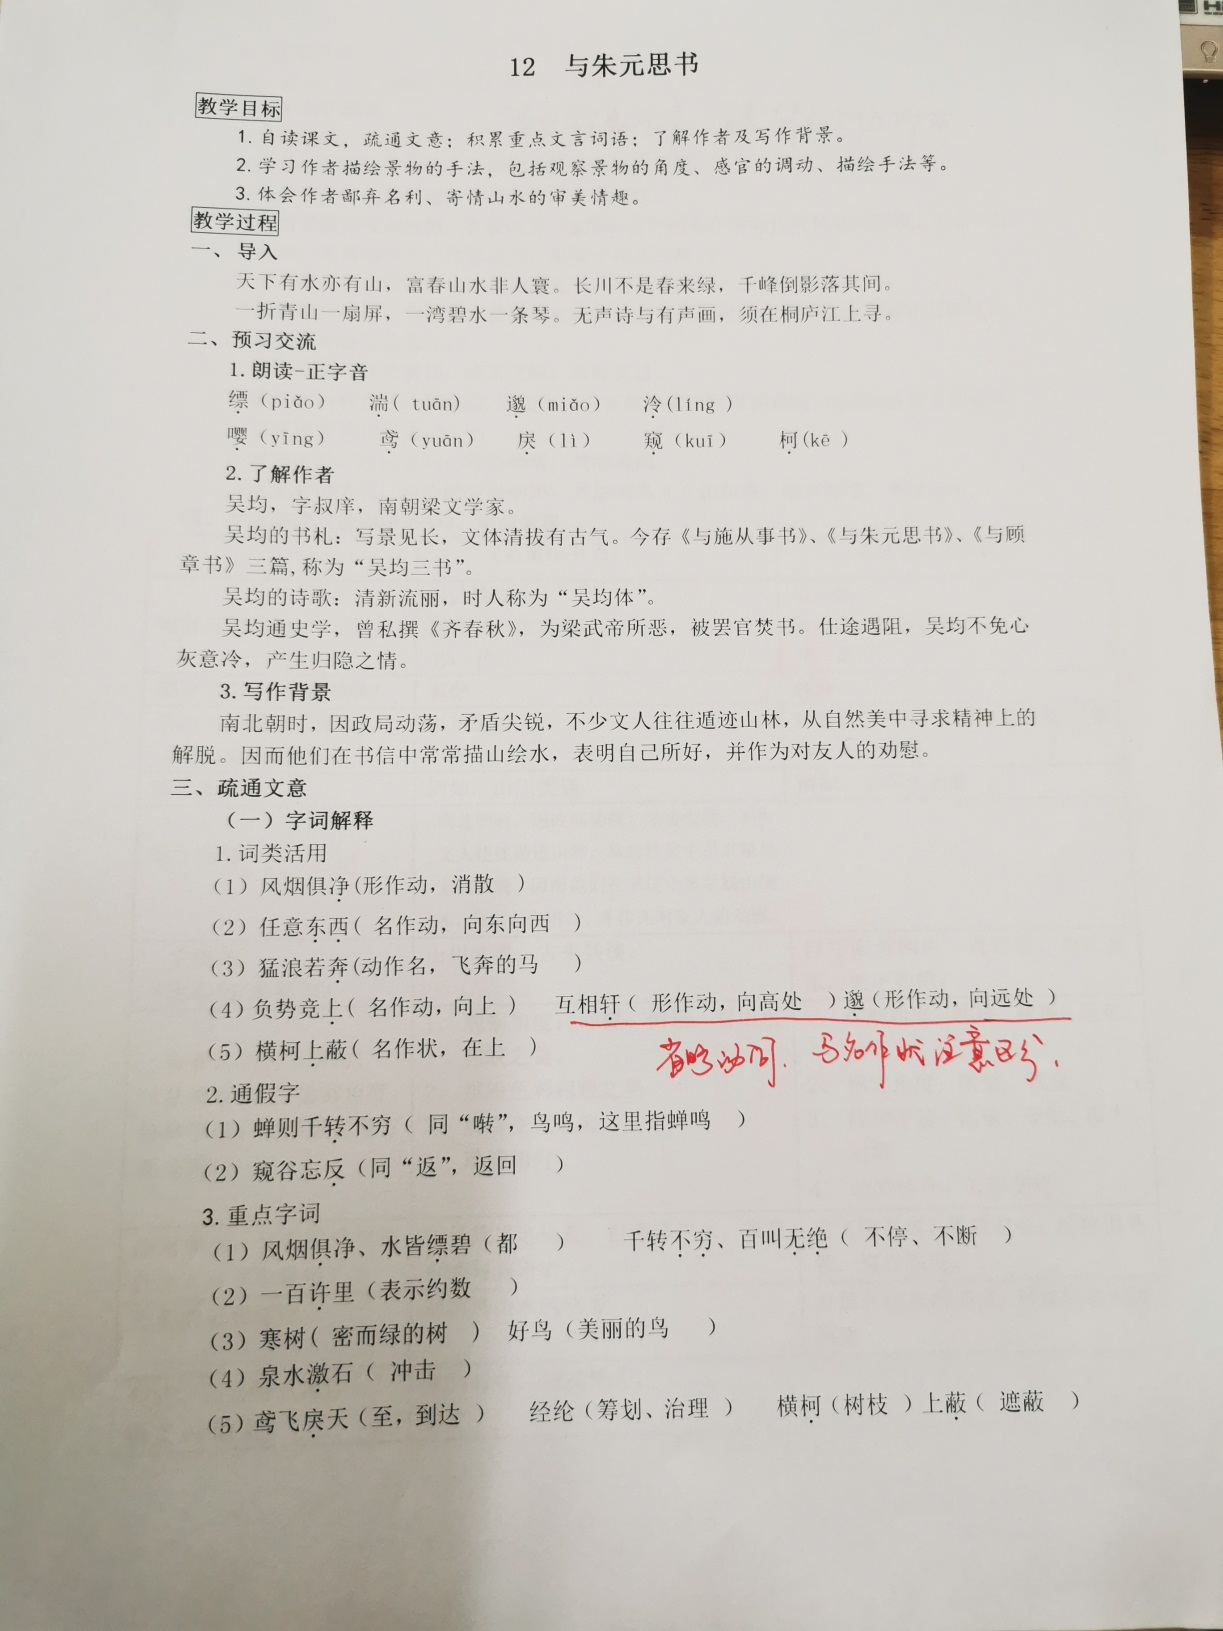 12 与朱元思书
教学目标
1.自读课文，疏通文意；积累重点文言词语；了解作者及写作背景。
2.学习作者描绘景物的手法，包括观察景物的角度、感官的调动、描绘手法等。
3.体会作者鄙弃名利、寄情山水的审美情趣。
教学过程
一、导入
天下有水亦有山，富春山水非人寰。长川不是春来绿，千峰倒影落其间。
一折青山一扇屏，一湾碧水一条琴。无声诗与有声画，须在桐庐江上寻。
二、预习交流
1.朗读-正字音
缥（piǎo） 湍( tuān) 邈（miǎo） 泠(líng )
嘤（yīng） 鸢（yuān） 戾（lì） 窥（kuī） 柯(kē )
2.了解作者
吴均，字叔庠，南朝梁文学家。
吴均的书札：写景见长，文体清拔有古气。今存《与施从事书》、《与朱元思书》、《与顾
章书》三篇,称为“吴均三书”。
吴均的诗歌：清新流丽，时人称为“吴均体”。
吴均通史学，曾私撰《齐春秋》，为梁武帝所恶，被罢官焚书。仕途遇阻，吴均不免心
灰意冷，产生归隐之情。
3.写作背景
南北朝时，因政局动荡，矛盾尖锐，不少文人往往遁迹山林，从自然美中寻求精神上的
解脱。因而他们在书信中常常描山绘水，表明自己所好，并作为对友人的劝慰。
三、疏通文意
（一）字词解释
1.词类活用
（1）风烟俱净(形作动，消散 ）
（2）任意东西( 名作动，向东向西 ）
（3）猛浪若奔(动作名，飞奔的马 ）
（4）负势竞上( 名作动，向上 ） 互相轩（ 形作动，向高处 ）邈（形作动，向远处 ）
（5）横柯上蔽( 名作状，在上 ）
省略动词．与名作状注意区分．
2.通假字
（1）蝉则千转不穷（ 同“啭”，鸟鸣，这里指蝉鸣 ）
（2）窥谷忘反（同“返”，返回 ）
3.重点字词
（1）风烟俱净、水皆缥碧（都 ） 千转不穷、百叫无绝（ 不停、不断 ）
（2）一百许里（表示约数 ）
（3）寒树( 密而绿的树 ） 好鸟（美丽的鸟 ）
（4）泉水激石（ 冲击 ）
（5）鸢飞戾天（至，到达 ） 经纶（筹划、治理 ） 横柯（树枝 ）上蔽（ 遮蔽 ）